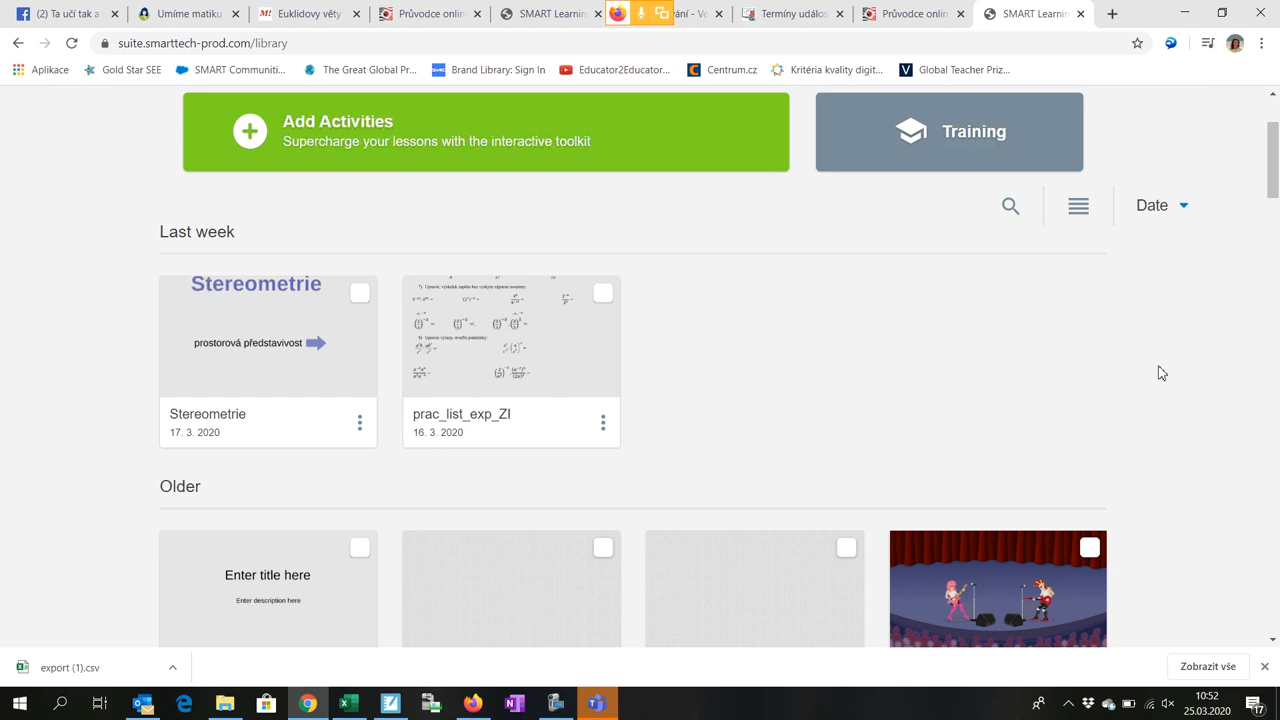 (2) Ta učí tak a
Umíme matiku
Euklidovy vět
Průvodce onlin
SMART Learnin
ání - Ve
Termíny událos
Průvodce onlin
SMART Learnin
suite.smarttech-prod.com/library
Aplikace
Gold Star SEE
SMART Communiti...
The Great Global Pr...
Brand Library: Sign In
Educator2Educator...
Centrum.cz
Kritéria kvality digit...
Global Teacher Priz...
Add Activities
Supercharge your lessons with the interactive toolkit
Training
Date
Last week
Stereometrie
prostorová představivost
Stereometrie
17. 3. 2020
prac_list_exp_ZI
16. 3. 2020
Older
Enter title here
Enter description here
export (1).csv
Zobrazit vše
10:52
25.03.2020
17